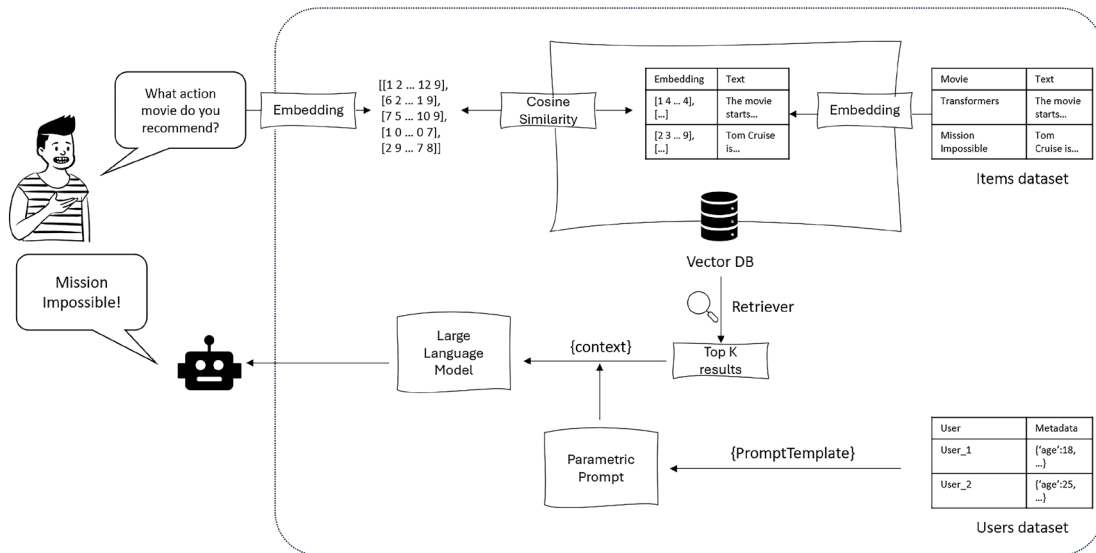 What action
movie do you
recommend?
Embedding
[[1 2 ... 12 9],
[6 2 ... 1 9],
[7 5 ... 10 9],
[1 0 ... 0 7],
[2 9 ... 7 8]]
Cosine
Similarity
Embedding Text
[1 4 ... 4],
[...]
The movie
starts...
[2 3 ... 9],
[...]
Tom Cruise
is...
Embedding
Movie Text
Transformers
The movie
starts...
Mission
Impossible
Tom
Cruise is...
Items dataset
Vector DB
Retriever
Top K
results
{context}
Large
Language
Model
Mission
Impossible!
Parametric
Prompt
{PromptTemplate}
User Metadata
User_1
{'age':18,
...}
User_2
{'age':25,
...}
Users dataset